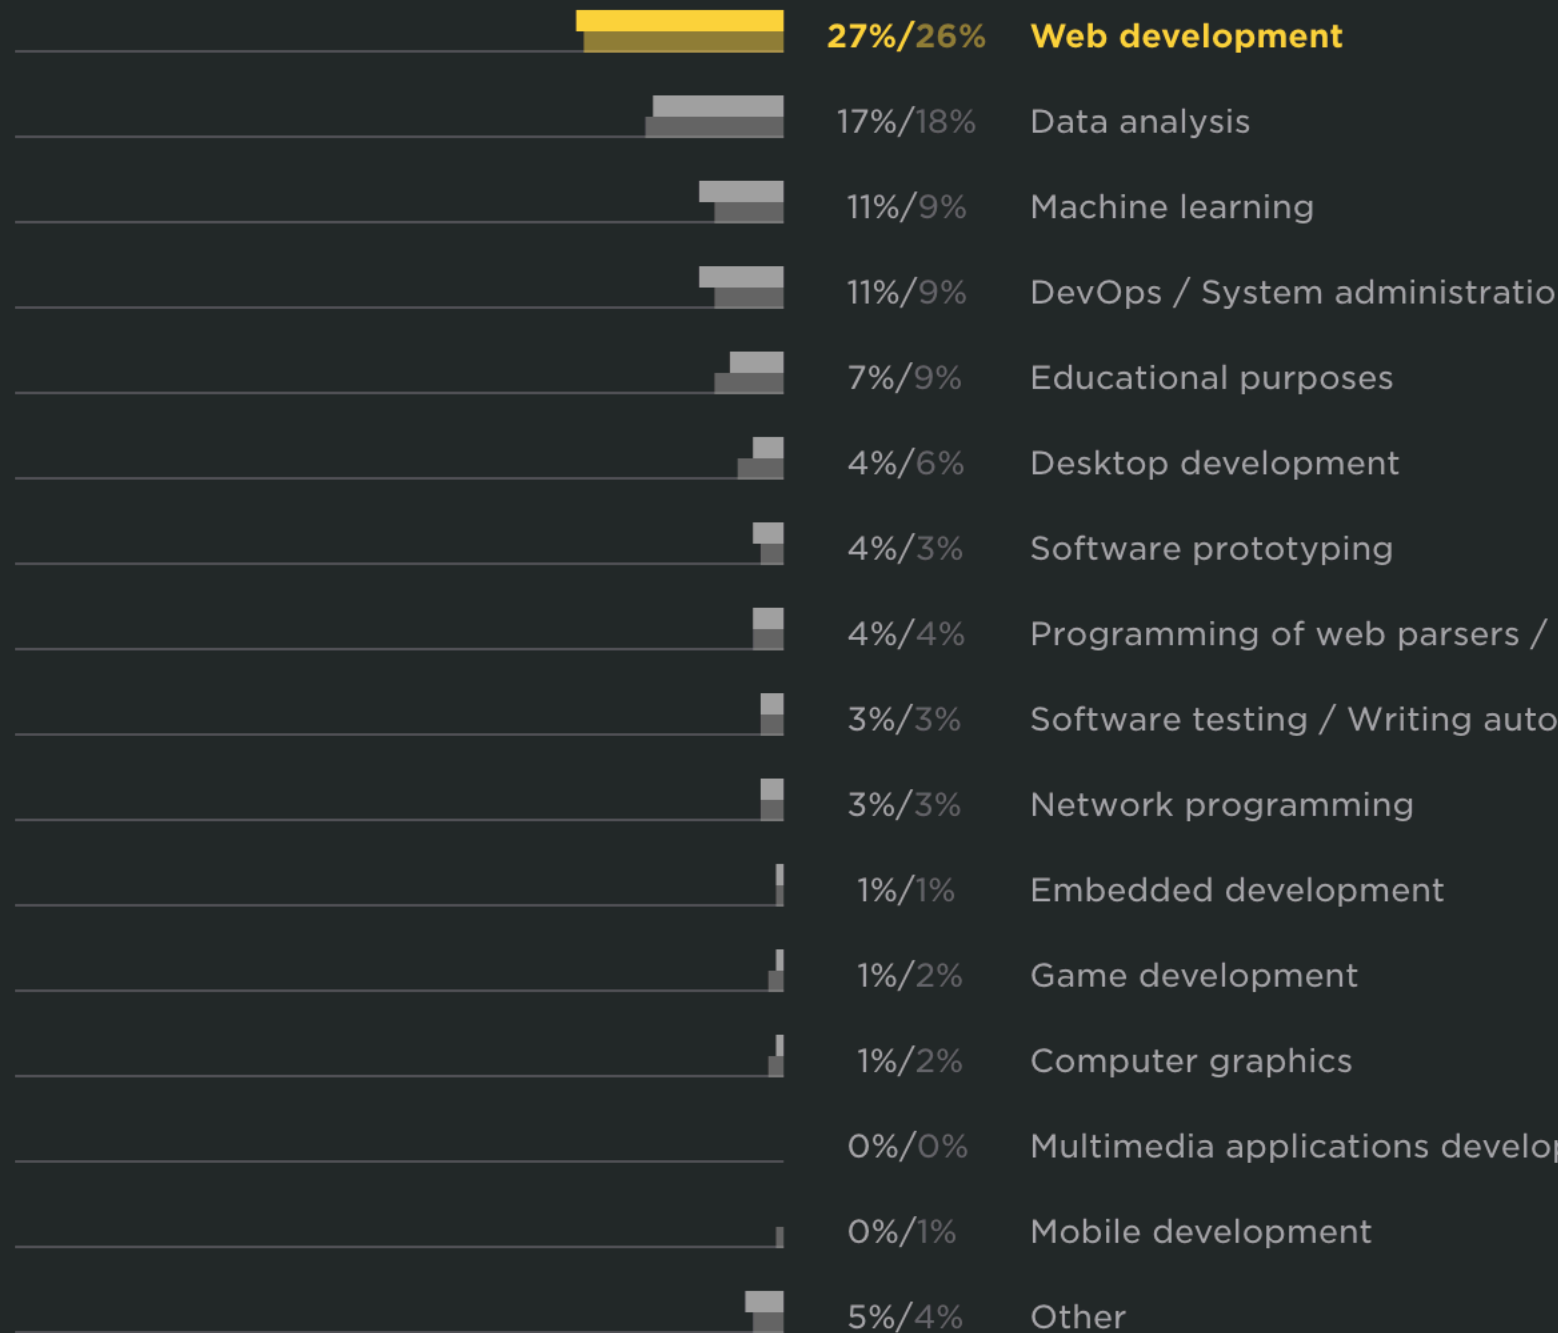 27%/26% Web development
17%/18% Data analysis
11%/9% Machine learning
11%/9% DevOps / System administratio
7%/9% Educational purposes
4%/6% Desktop development
4%/3% Software prototyping
4%/4% Programming of web parsers /
3%/3% Software testing / Writing auto
3%/3% Network programming
1%/1% Embedded development
1%/2% Game development
1%/2% Computer graphics
0%/0% Multimedia applications develop
0%/1% Mobile development
5%/4% Other